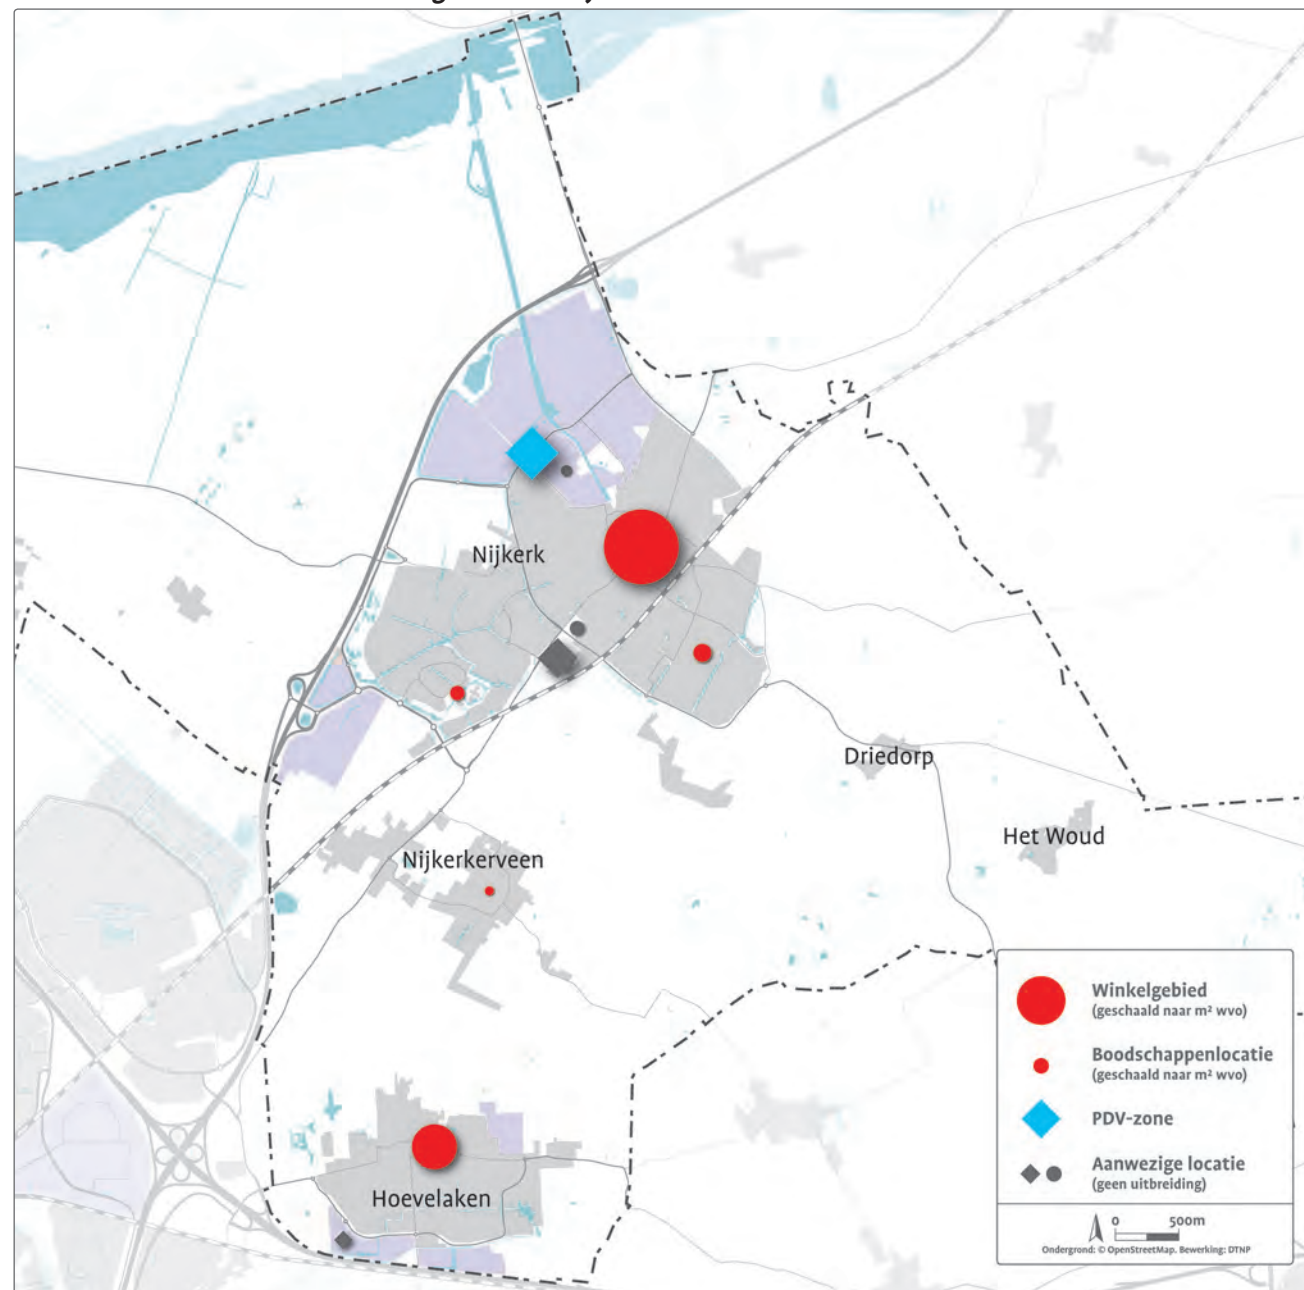 Nijkerk
Driedorp
Het Woud
Nijkerkerveen
Hoevelaken
Winkelgebied
(geschaald naar m² wvo)
Boodschappenlocatie
(geschaald naar m² wvo)
PDV-zone
Aanwezige locatie
(geen uitbreiding)
0 500m
Ondergrond: © OpenStreetMap. Bewerking: DTNP